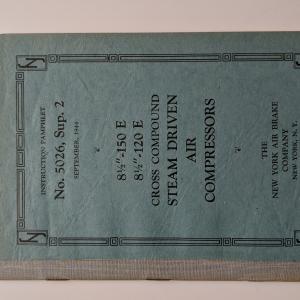 INSTRUCTION PAMPHLET
No. 5026, Sup. 2
SEPTEMBER, 1944
8½"-150 E
8½"-120 E
CROSS COMPOUND
STEAM DRIVEN
AIR
COMPRESSORS
THE
NEW YORK AIR BRAKE
COMPANY
NEW YORK, N. Y.